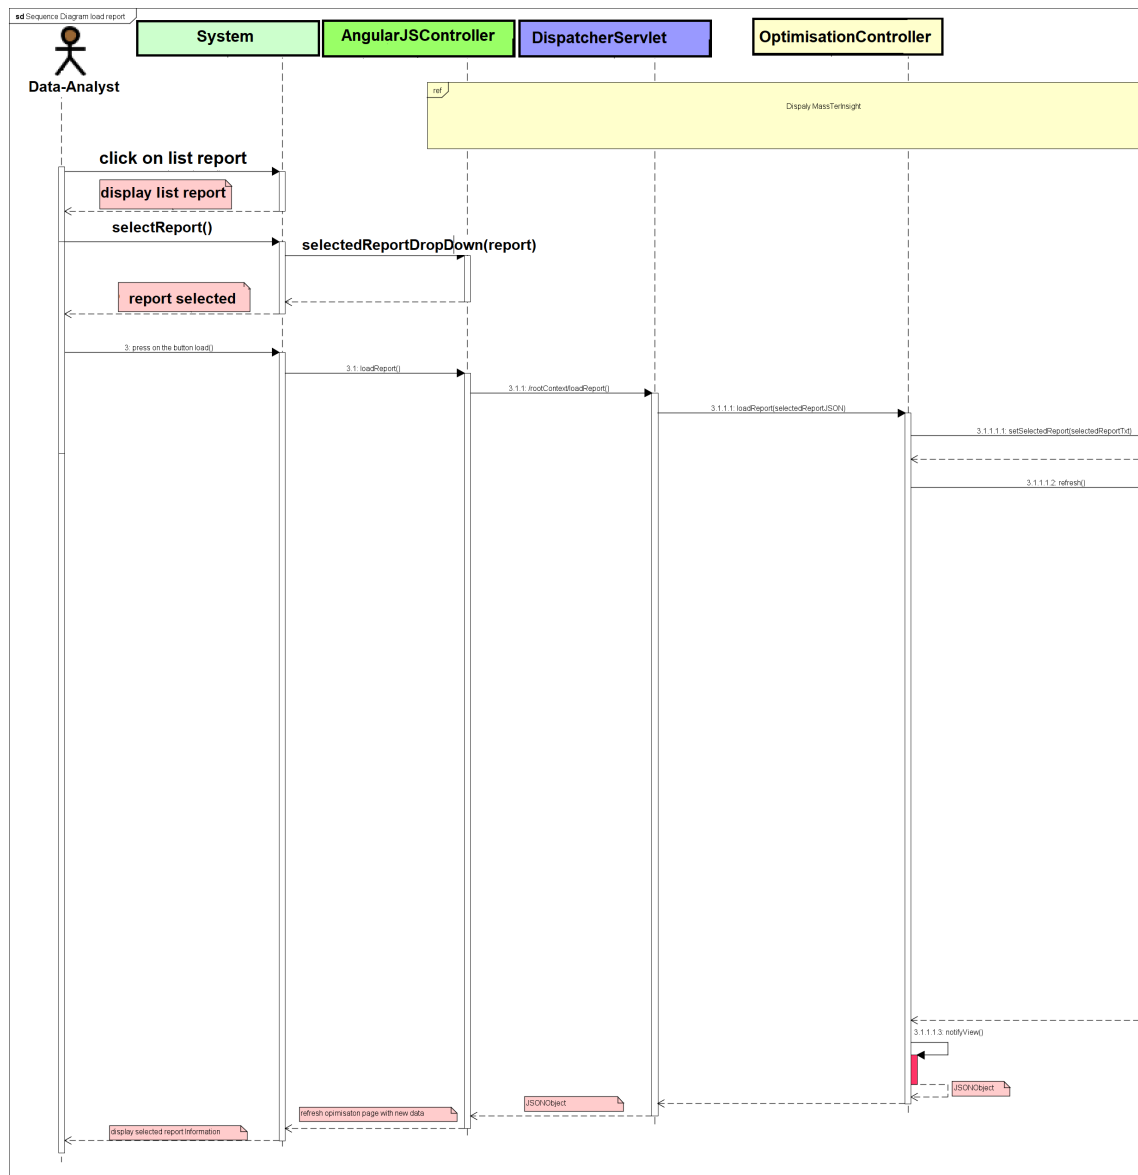 sd Sequence Diagram load report
System
AngularJSController
DispatcherServlet
OptimisationController
Data-Analyst
ref
Dispaly MassTerInsight
click on list report
display list report
selectReport()
selectedReportDropDown(report)
report selected
3: press on the button load()
3.1: loadReport()
3.1.1: /rootContext/loadReport()
3.1.1.1: loadReport(selectedReportJSON)
3.1.1.1.1: setSelectedReport(selectedReportTxt)
3.1.1.1.2: refresh()
3.1.1.1.3: notifyView()
JSONObject
JSONObject
refresh opimisaton page with new data
display selected report Information